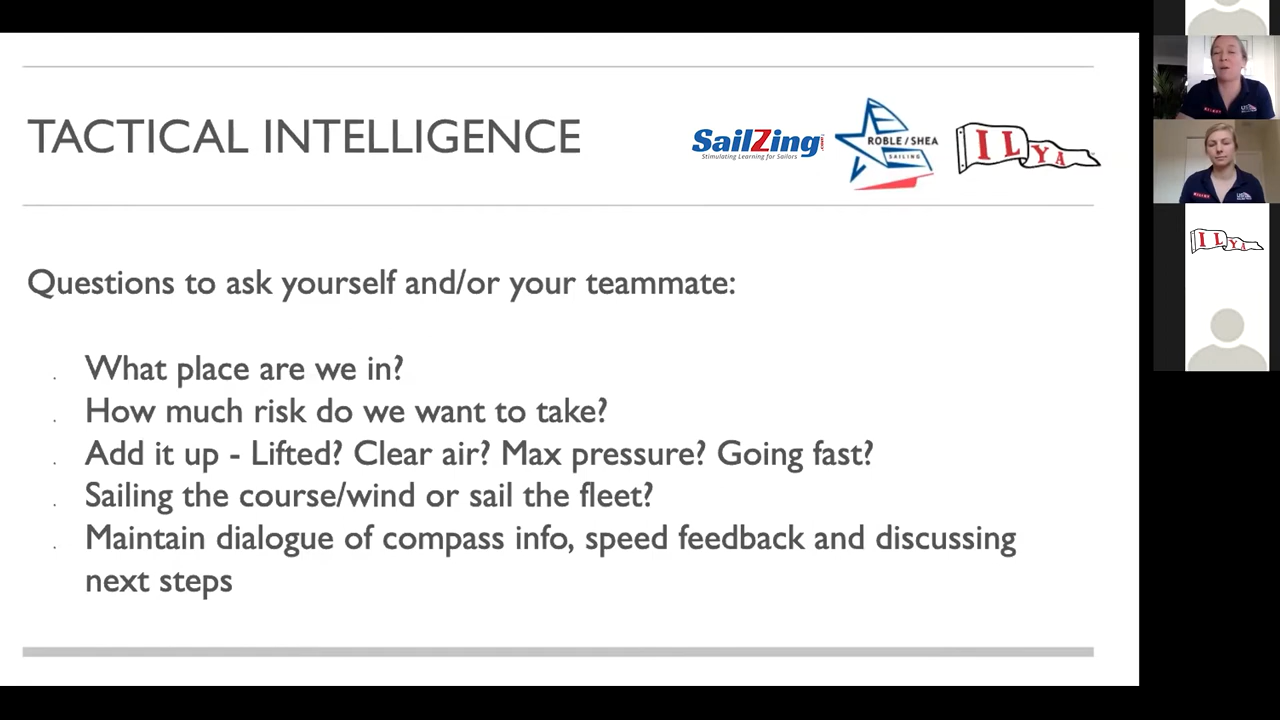 TACTICAL INTELLIGENCE
SailZing
Stimulating Learning for Sailors
ROBLE/SHEA
SAILING
ILYA
Questions to ask yourself and/or your teammate:
. What place are we in?
. How much risk do we want to take?
. Add it up - Lifted? Clear air? Max pressure? Going fast?
. Sailing the course/wind or sail the fleet?
. Maintain dialogue of compass info, speed feedback and discussing
next steps
ILYA